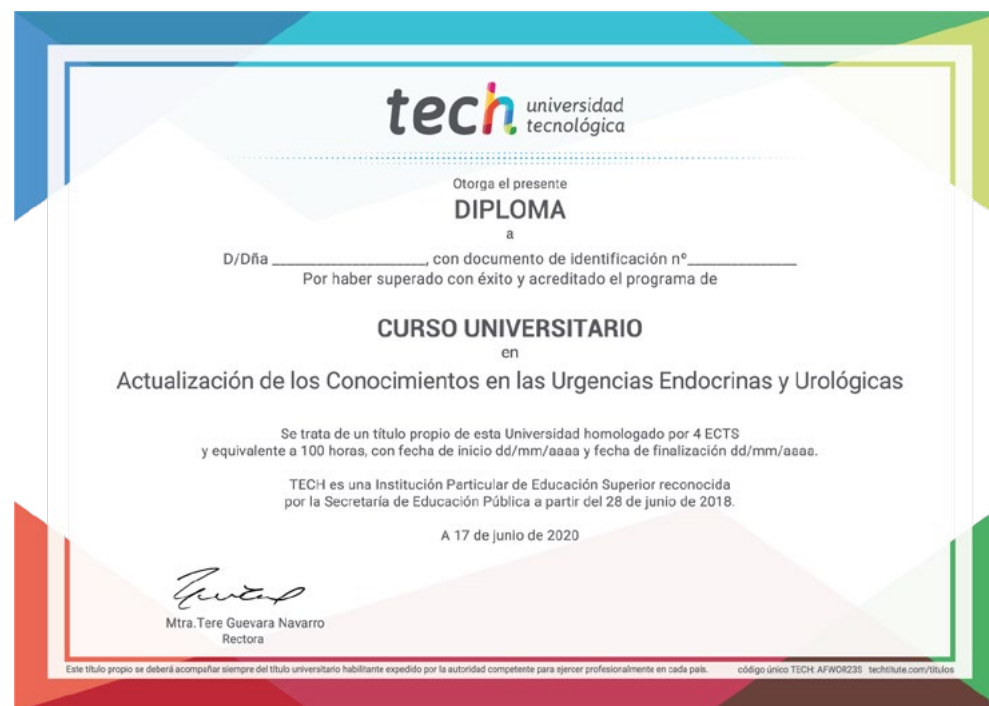 tech universidad
tecnológica
Otorga el presente
DIPLOMA
a
D/Dña ____________________, con documento de identificación nº______________
Por haber superado con éxito y acreditado el programa de
CURSO UNIVERSITARIO
en
Actualización de los Conocimientos en las Urgencias Endocrinas y Urológicas
Se trata de un título propio de esta Universidad homologado por 4 ECTS
y equivalente a 100 horas, con fecha de inicio dd/mm/aaaa y fecha de finalización dd/mm/aaaa.
TECH es una Institución Particular de Educación Superior reconocida
por la Secretaría de Educación Pública a partir del 28 de junio de 2018.
A 17 de junio de 2020
Mtra.Tere Guevara Navarro
Rectora
Este título propio se deberá acompañar siempre del título universitario habilitante expedido por la autoridad competente para ejercer profesionalmente en cada país. código único TECH: AFWOR23S techtitute.com/titulos